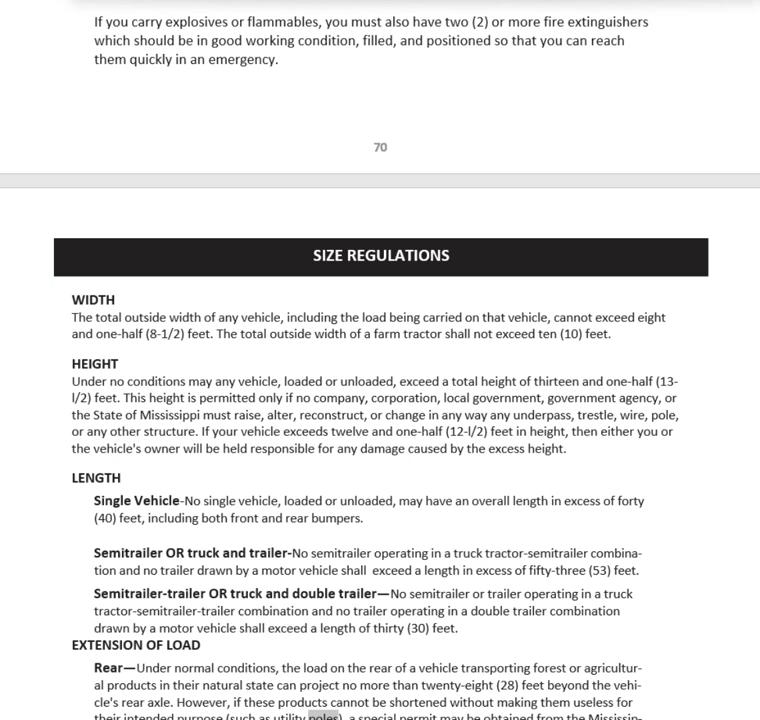 If you carry explosives or flammables, you must also have two (2) or more fire extinguishers
which should be in good working condition, filled, and positioned so that you can reach
them quickly in an emergency.
70
SIZE REGULATIONS
WIDTH
The total outside width of any vehicle, including the load being carried on that vehicle, cannot exceed eight
and one-half (8-1/2) feet. The total outside width of a farm tractor shall not exceed ten (10) feet.
HEIGHT
Under no conditions may any vehicle, loaded or unloaded, exceed a total height of thirteen and one-half (13-
l/2) feet. This height is permitted only if no company, corporation, local government, government agency, or
the State of Mississippi must raise, alter, reconstruct, or change in any way any underpass, trestle, wire, pole,
or any other structure. If your vehicle exceeds twelve and one-half (12-l/2) feet in height, then either you or
the vehicle's owner will be held responsible for any damage caused by the excess height.
LENGTH
Single Vehicle-No single vehicle, loaded or unloaded, may have an overall length in excess of forty
(40) feet, including both front and rear bumpers.
Semitrailer OR truck and trailer-No semitrailer operating in a truck tractor-semitrailer combina-
tion and no trailer drawn by a motor vehicle shall exceed a length in excess of fifty-three (53) feet.
Semitrailer-trailer OR truck and double trailer—No semitrailer or trailer operating in a truck
tractor-semitrailer-trailer combination and no trailer operating in a double trailer combination
drawn by a motor vehicle shall exceed a length of thirty (30) feet.
EXTENSION OF LOAD
Rear—Under normal conditions, the load on the rear of a vehicle transporting forest or agricultur-
al products in their natural state can project no more than twenty-eight (28) feet beyond the vehi-
cle's rear axle. However, if these products cannot be shortened without making them useless for
their intended purpose (such as utility poles), a special permit may be obtained from the Mississip-